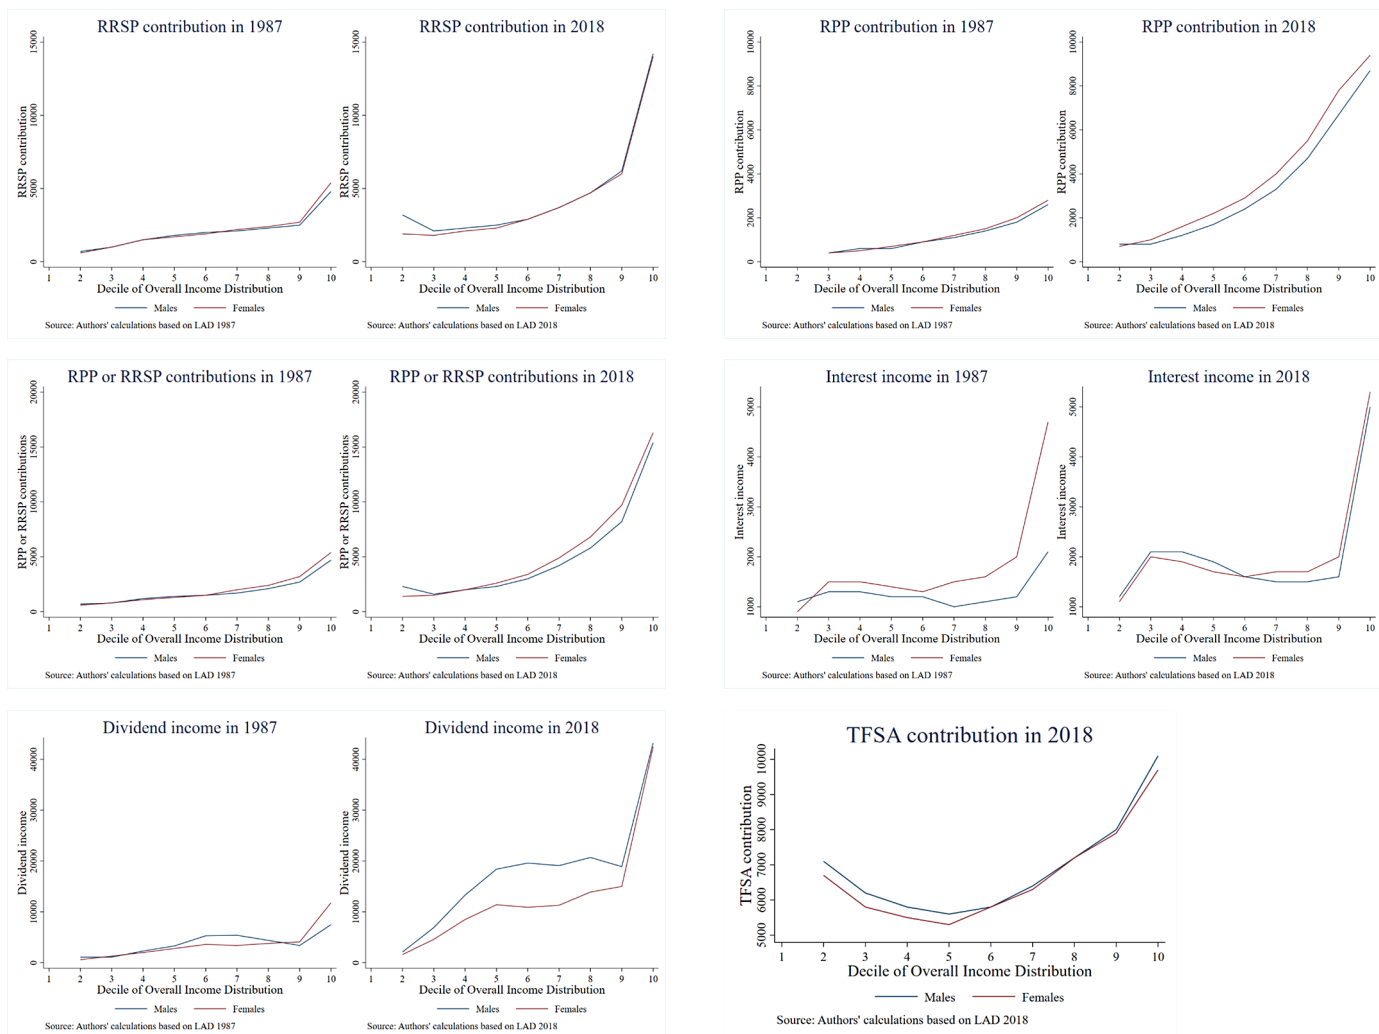 RRSP contribution in 1987
RRSP contribution
15000
10000
5000
0
1 2 3 4 5 6 7 8 9 10
Decile of Overall Income Distribution
Males Females
Source: Authors' calculations based on LAD 1987
RRSP contribution in 2018
RRSP contribution
15000
10000
5000
0
1 2 3 4 5 6 7 8 9 10
Decile of Overall Income Distribution
Males Females
Source: Authors' calculations based on LAD 2018
RPP contribution in 1987
RPP contribution
10000
8000
6000
4000
2000
0
1 2 3 4 5 6 7 8 9 10
Decile of Overall Income Distribution
Males Females
Source: Authors' calculations based on LAD 1987
RPP contribution in 2018
RPP contribution
10000
8000
6000
4000
2000
0
1 2 3 4 5 6 7 8 9 10
Decile of Overall Income Distribution
Males Females
Source: Authors' calculations based on LAD 2018
RPP or RRSP contributions in 1987
RPP or RRSP contributions
20000
15000
10000
5000
0
1 2 3 4 5 6 7 8 9 10
Decile of Overall Income Distribution
Males Females
Source: Authors' calculations based on LAD 1987
RPP or RRSP contributions in 2018
RPP or RRSP contributions
20000
15000
10000
5000
0
1 2 3 4 5 6 7 8 9 10
Decile of Overall Income Distribution
Males Females
Source: Authors' calculations based on LAD 2018
Interest income in 1987
Interest income
5000
4000
3000
2000
1000
1 2 3 4 5 6 7 8 9 10
Decile of Overall Income Distribution
Males Females
Source: Authors' calculations based on LAD 1987
Interest income in 2018
Interest income
5000
4000
3000
2000
1000
1 2 3 4 5 6 7 8 9 10
Decile of Overall Income Distribution
Males Females
Source: Authors' calculations based on LAD 2018
Dividend income in 1987
Dividend income
40000
30000
20000
10000
0
1 2 3 4 5 6 7 8 9 10
Decile of Overall Income Distribution
Males Females
Source: Authors' calculations based on LAD 1987
Dividend income in 2018
Dividend income
40000
30000
20000
10000
0
1 2 3 4 5 6 7 8 9 10
Decile of Overall Income Distribution
Males Females
Source: Authors' calculations based on LAD 2018
TFSA contribution in 2018
TFSA contribution
10000
9000
8000
7000
6000
5000
1 2 3 4 5 6 7 8 9 10
Decile of Overall Income Distribution
Males Females
Source: Authors' calculations based on LAD 2018